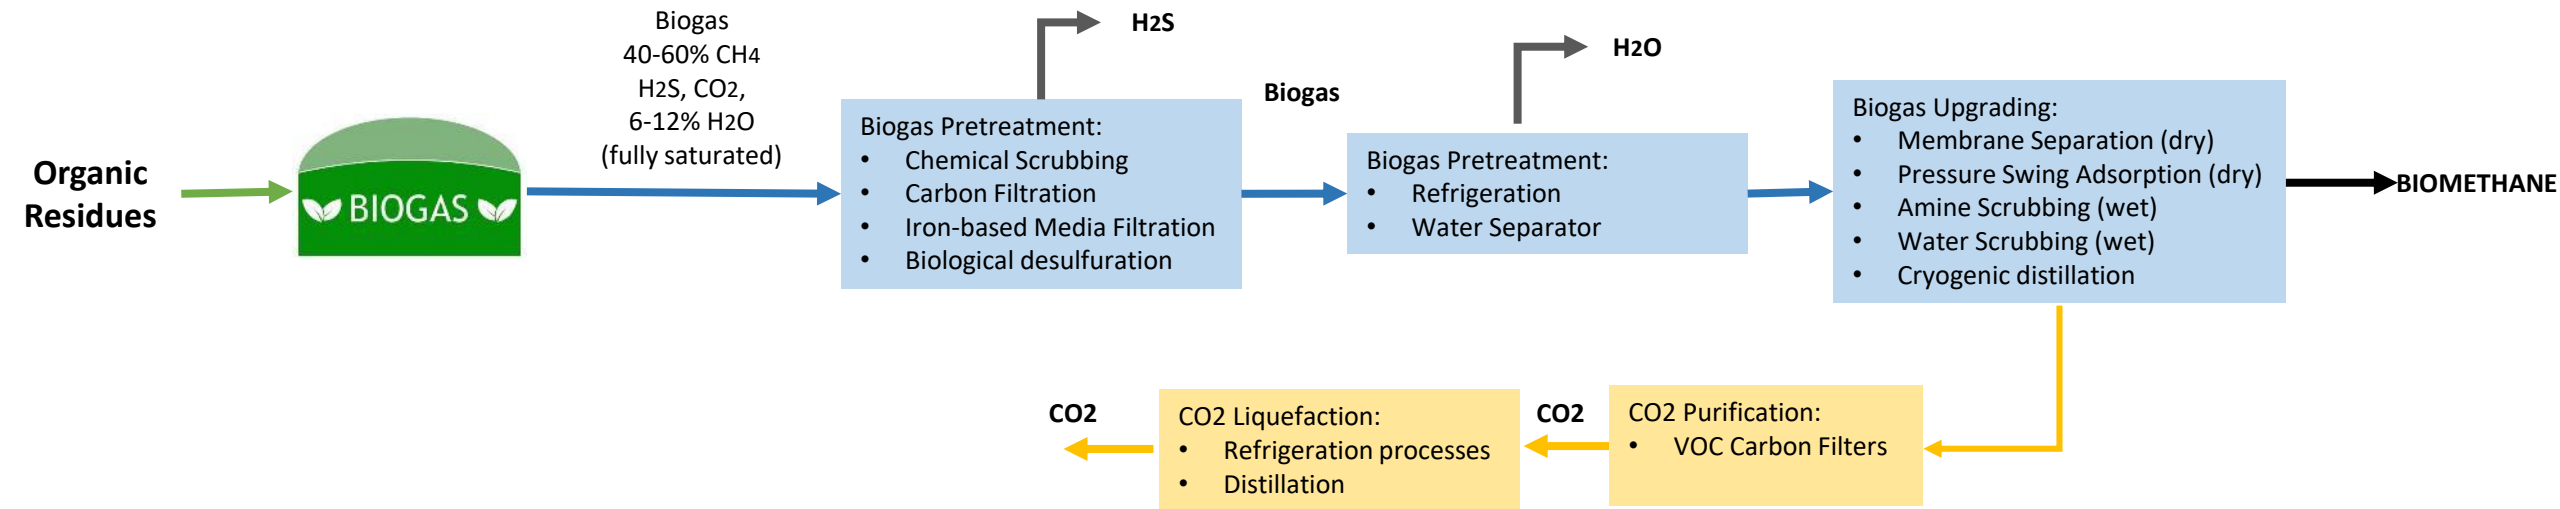 Organic
Residues
BIOGAS
Biogas
40-60% CH4
H2S, CO2,
6-12% H2O
(fully saturated)
H2S
Biogas Pretreatment:
• Chemical Scrubbing
• Carbon Filtration
• Iron-based Media Filtration
• Biological desulfuration
Biogas
H2O
Biogas Pretreatment:
• Refrigeration
• Water Separator
Biogas Upgrading:
• Membrane Separation (dry)
• Pressure Swing Adsorption (dry)
• Amine Scrubbing (wet)
• Water Scrubbing (wet)
• Cryogenic distillation
BIOMETHANE
CO2 Purification:
• VOC Carbon Filters
CO2
CO2 Liquefaction:
• Refrigeration processes
• Distillation
CO2